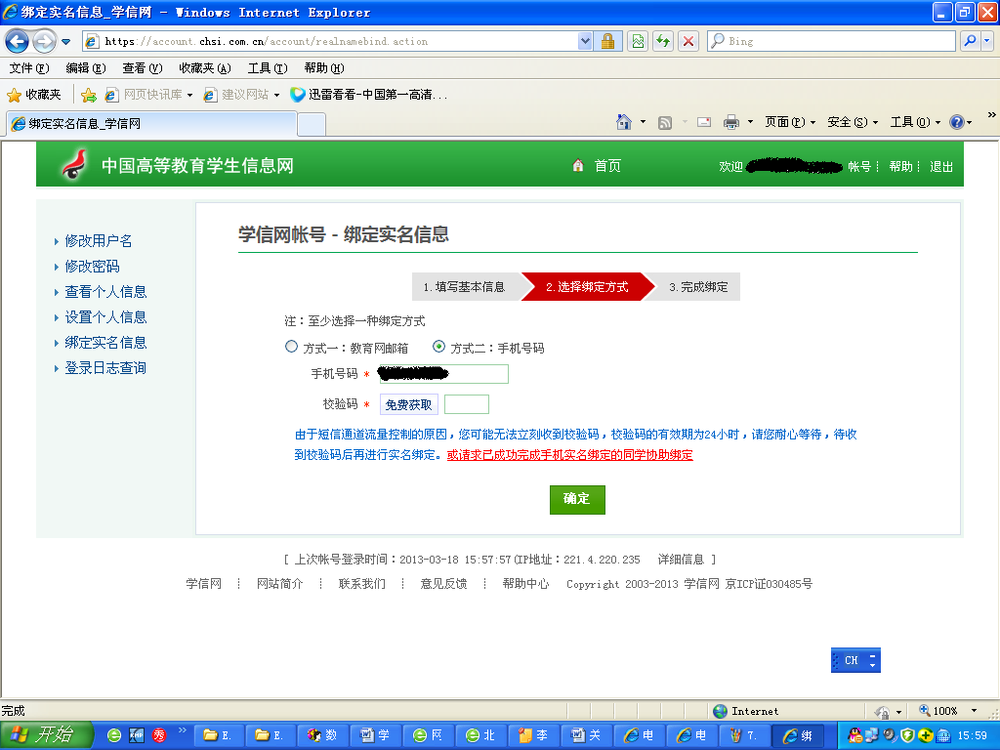 绑定实名信息_学信网 - Windows Internet Explorer
https://account.chsi.com.cn/account/realnamebind.action
Bing
文件(F) 编辑(E) 查看(V) 收藏夹(A) 工具(T) 帮助(H)
收藏夹 网页快讯库 建议网站 迅雷看看-中国第一高清...
绑定实名信息_学信网
页面(P) 安全(S) 工具(O) »
中国高等教育学生信息网 首页 欢迎 帐号 帮助 退出
学信网帐号 - 绑定实名信息
修改用户名
修改密码
查看个人信息
设置个人信息
绑定实名信息
登录日志查询
1.填写基本信息 2.选择绑定方式 3.完成绑定
注：至少选择一种绑定方式
方式一：教育网邮箱 方式二：手机号码
手机号码 *
校验码 * 免费获取
由于短信通道流量控制的原因，您可能无法立刻收到校验码，校验码的有效期为24小时，请您耐心等待，待收
到校验码后再进行实名绑定。或请求已成功完成手机实名绑定的同学协助绑定
确定
[ 上次帐号登录时间：2013-03-18 15:57:57(IP地址：221.4.220.235 详细信息 ]
学信网 网站简介 联系我们 意见反馈 帮助中心 Copyright 2003-2013 学信网 京ICP证030485号
CH
完成 Internet 100%
开始 » E. E. 数 学 网 北 李 关 电 电 7. 绑 15:59